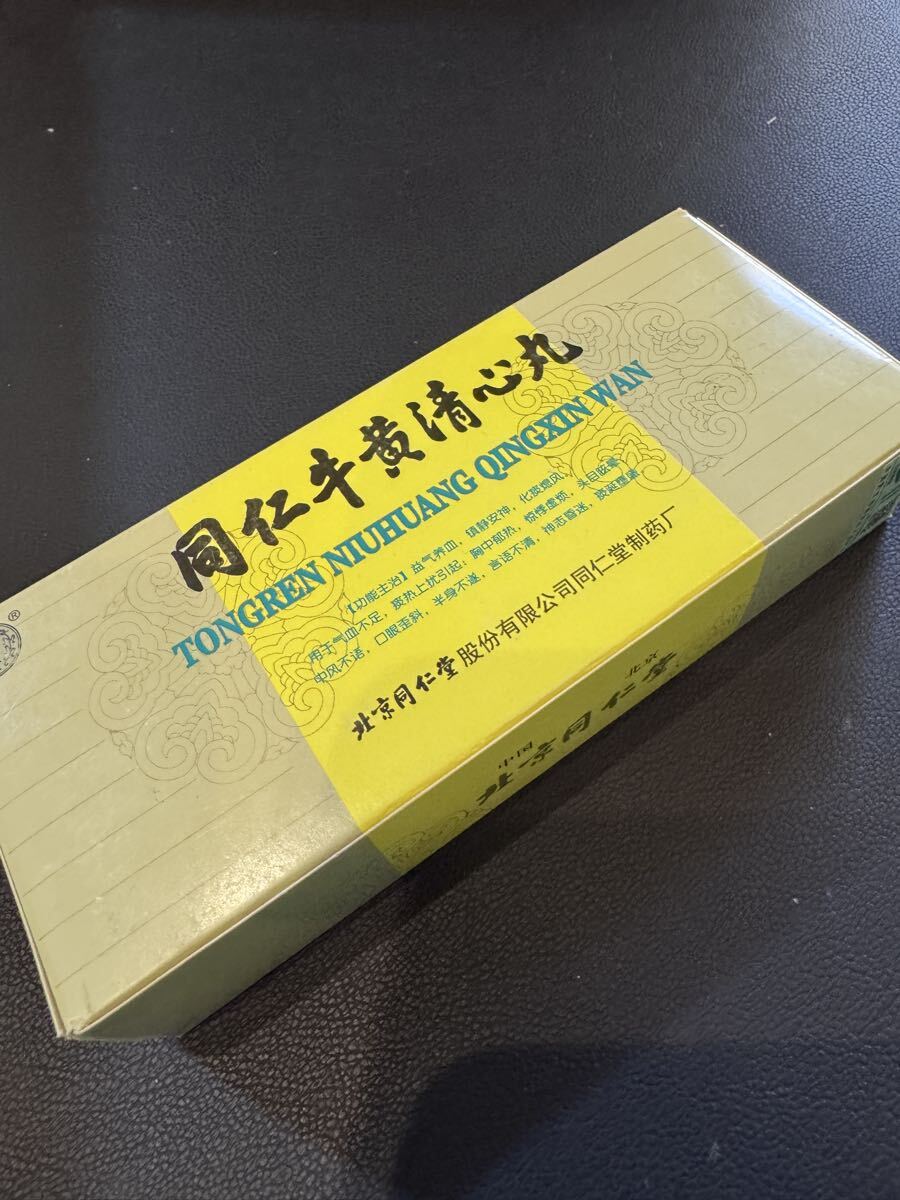 同仁牛黄清心丸
TONGREN NIUHUANG QINGXIN WAN
【功能主治】益气养血，镇静安神，化痰熄风。
用于气血不足，痰热上扰引起：胸中郁热，惊悸虚烦，头目眩晕，
中风不语，口眼歪斜，半身不遂，言语不清，神志昏迷，痰涎壅盛
北京同仁堂股份有限公司同仁堂制药厂
®
中国 北京
北京同仁堂